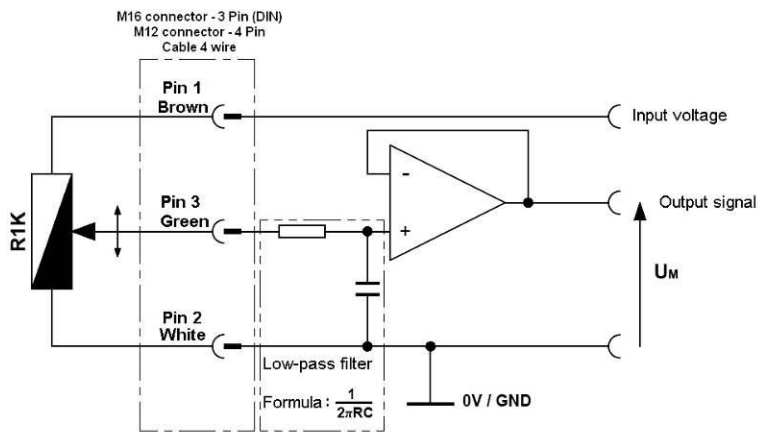 M16 connector - 3 Pin (DIN)
M12 connector - 4 Pin
Cable 4 wire
Pin 1
Brown
Input voltage
R1K
Pin 3
Green
-
+
Output signal
UM
Pin 2
White
Low-pass filter
Formula : 1
2πRC
0V / GND